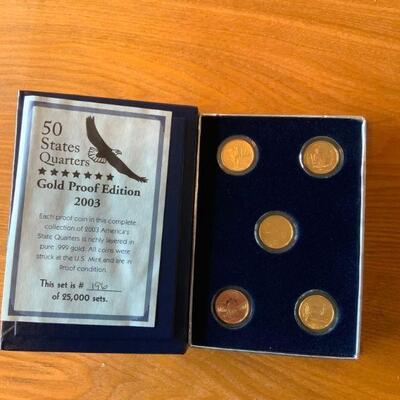 50
States
Quarters
Gold Proof Edition
2003
Each proof coin in this complete
collection of 2003 America's
State Quarters is richly layered in
pure .999 gold. All coins were
struck at the U.S. Mint and are in
Proof condition.
This set is # 196
of 25,000 sets.